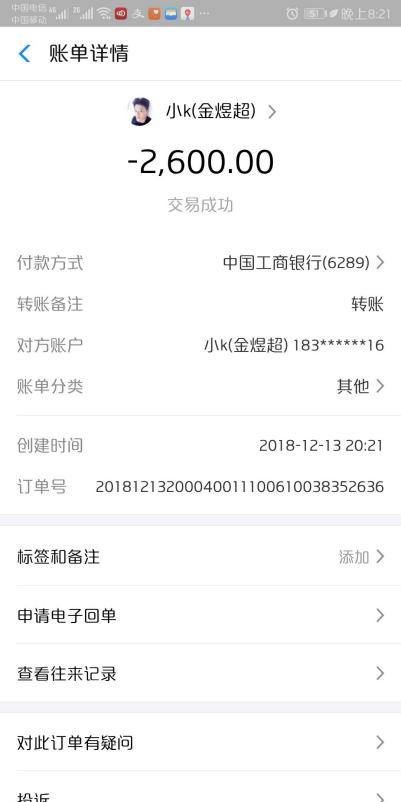 中国电信 4G 2G 晚上8:21
中国移动
账单详情
小k(金煜超)
-2,600.00
交易成功
付款方式 中国工商银行(6289)
转账备注 转账
对方账户 小k(金煜超) 183******16
账单分类 其他
创建时间 2018-12-13 20:21
订单号 20181213200040011100610038352636
标签和备注 添加
申请电子回单
查看往来记录
对此订单有疑问
投诉